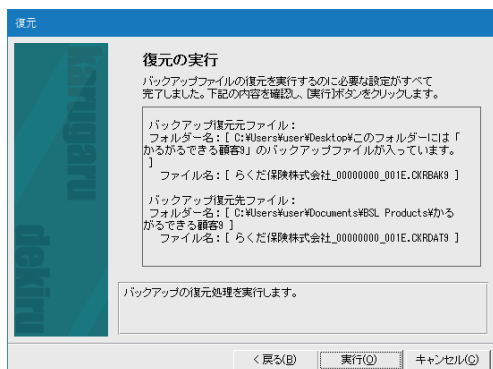 復元
karugaru
dekiru
復元の実行
バックアップファイルの復元を実行するのに必要な設定がすべて
完了しました。下記の内容を確認し、[実行]ボタンをクリックします。
バックアップ復元元ファイル：
フォルダー名：[ C:¥Users¥user¥Desktop¥このフォルダーには「
かるがるできる顧客9」のバックアップファイルが入っています。
]
ファイル名：[ らくだ保険株式会社_00000000_001E.CKRBAK9 ]
バックアップ復元先ファイル：
フォルダー名：[ C:¥Users¥user¥Documents¥BSL Products¥かる
がるできる顧客9 ]
ファイル名：[ らくだ保険株式会社_00000000_001E.CKRDAT9 ]
バックアップの復元処理を実行します。
< 戻る(B) 実行(O) キャンセル(C)